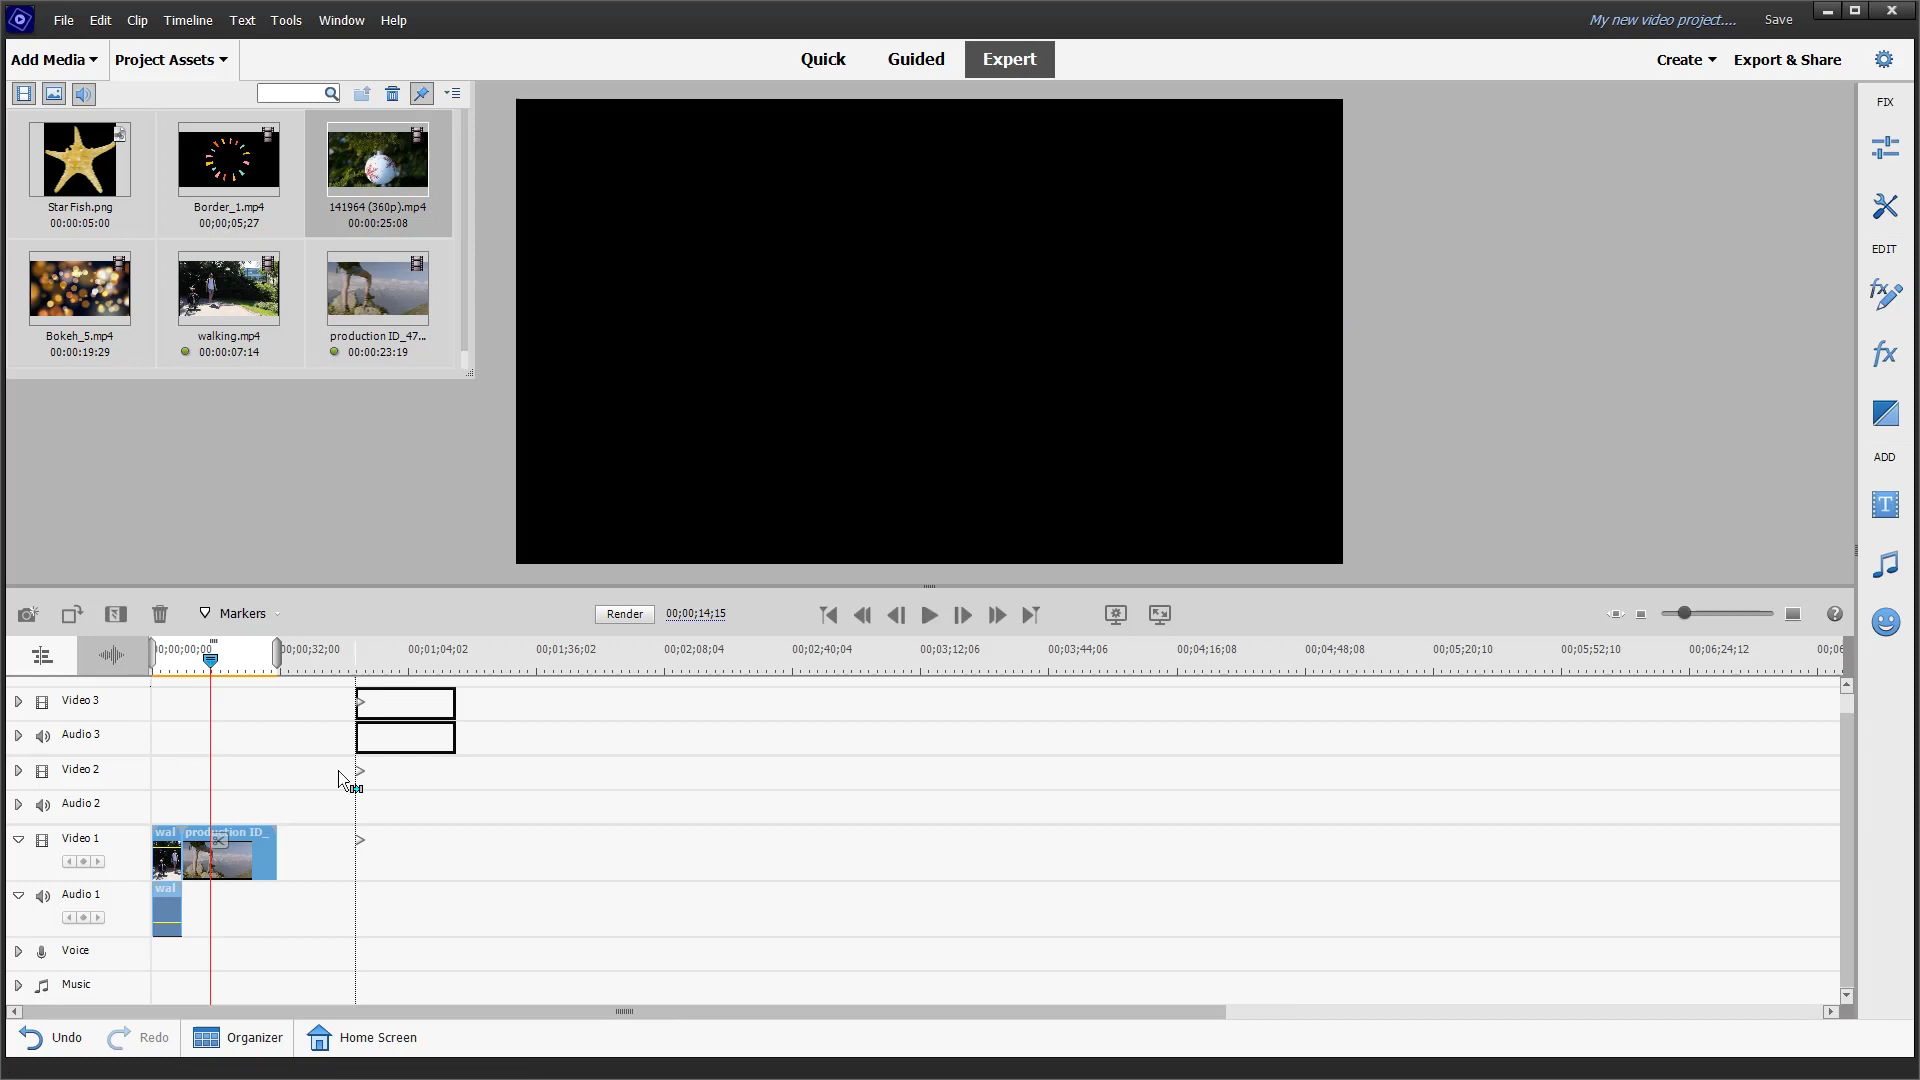 File Edit Clip Timeline Text Tools Window Help
My new video project.... Save
Add Media Project Assets
Quick Guided Expert
Create Export & Share
FIX
EDIT
ADD
Star Fish.png
00:00:05:00
Border_1.mp4
00;00;05;27
141964 (360p).mp4
00:00:25:08
Bokeh_5.mp4
00:00:19:29
walking.mp4
00:00:07:14
production ID_47...
00:00:23:19
Markers
Render 00;00;14;15
00;00;32;00 00;01;04;02 00;01;36;02 00;02;08;04 00;02;40;04 00;03;12;06 00;03;44;06 00;04;16;08 00;04;48;08 00;05;20;10 00;05;52;10 00;06;24;12
Video 3
Audio 3
Video 2
Audio 2
Video 1
wal production ID_
Audio 1
wal
Voice
Music
Undo Redo Organizer Home Screen